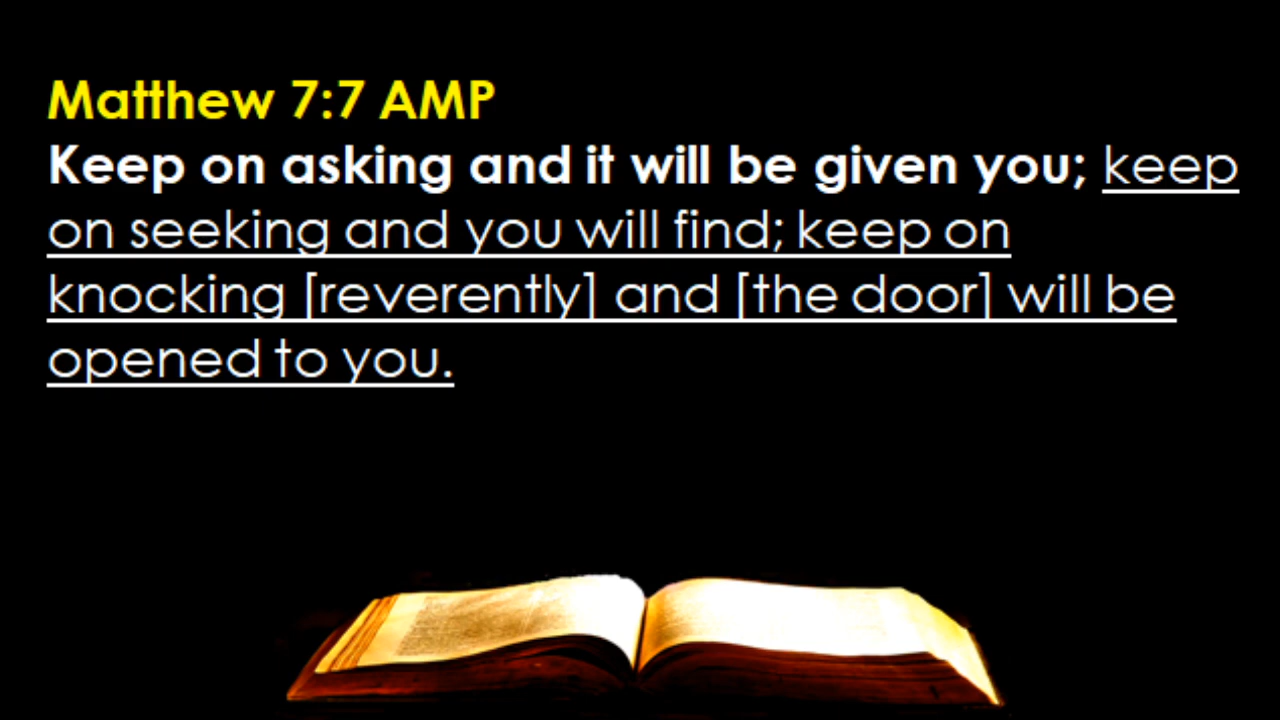 Matthew 7:7 AMP
Keep on asking and it will be given you; keep
on seeking and you will find; keep on
knocking [reverently] and [the door] will be
opened to you.